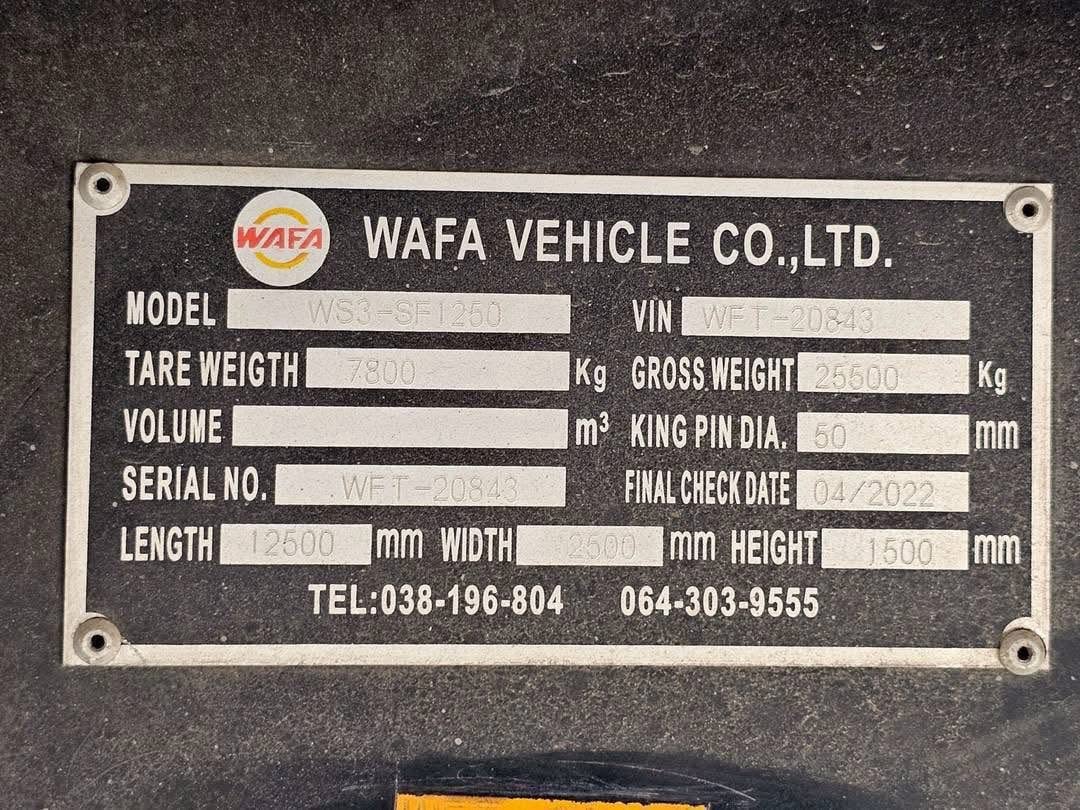 WAFA WAFA VEHICLE CO.,LTD.
MODEL WS3-SF1250 VIN WFT-20843
TARE WEIGTH 7800 Kg GROSS WEIGHT 25500 Kg
VOLUME m³ KING PIN DIA. 50 mm
SERIAL NO. WFT-20843 FINAL CHECK DATE 04/2022
LENGTH 12500 mm WIDTH 2500 mm HEIGHT 1500 mm
TEL:038-196-804 064-303-9555